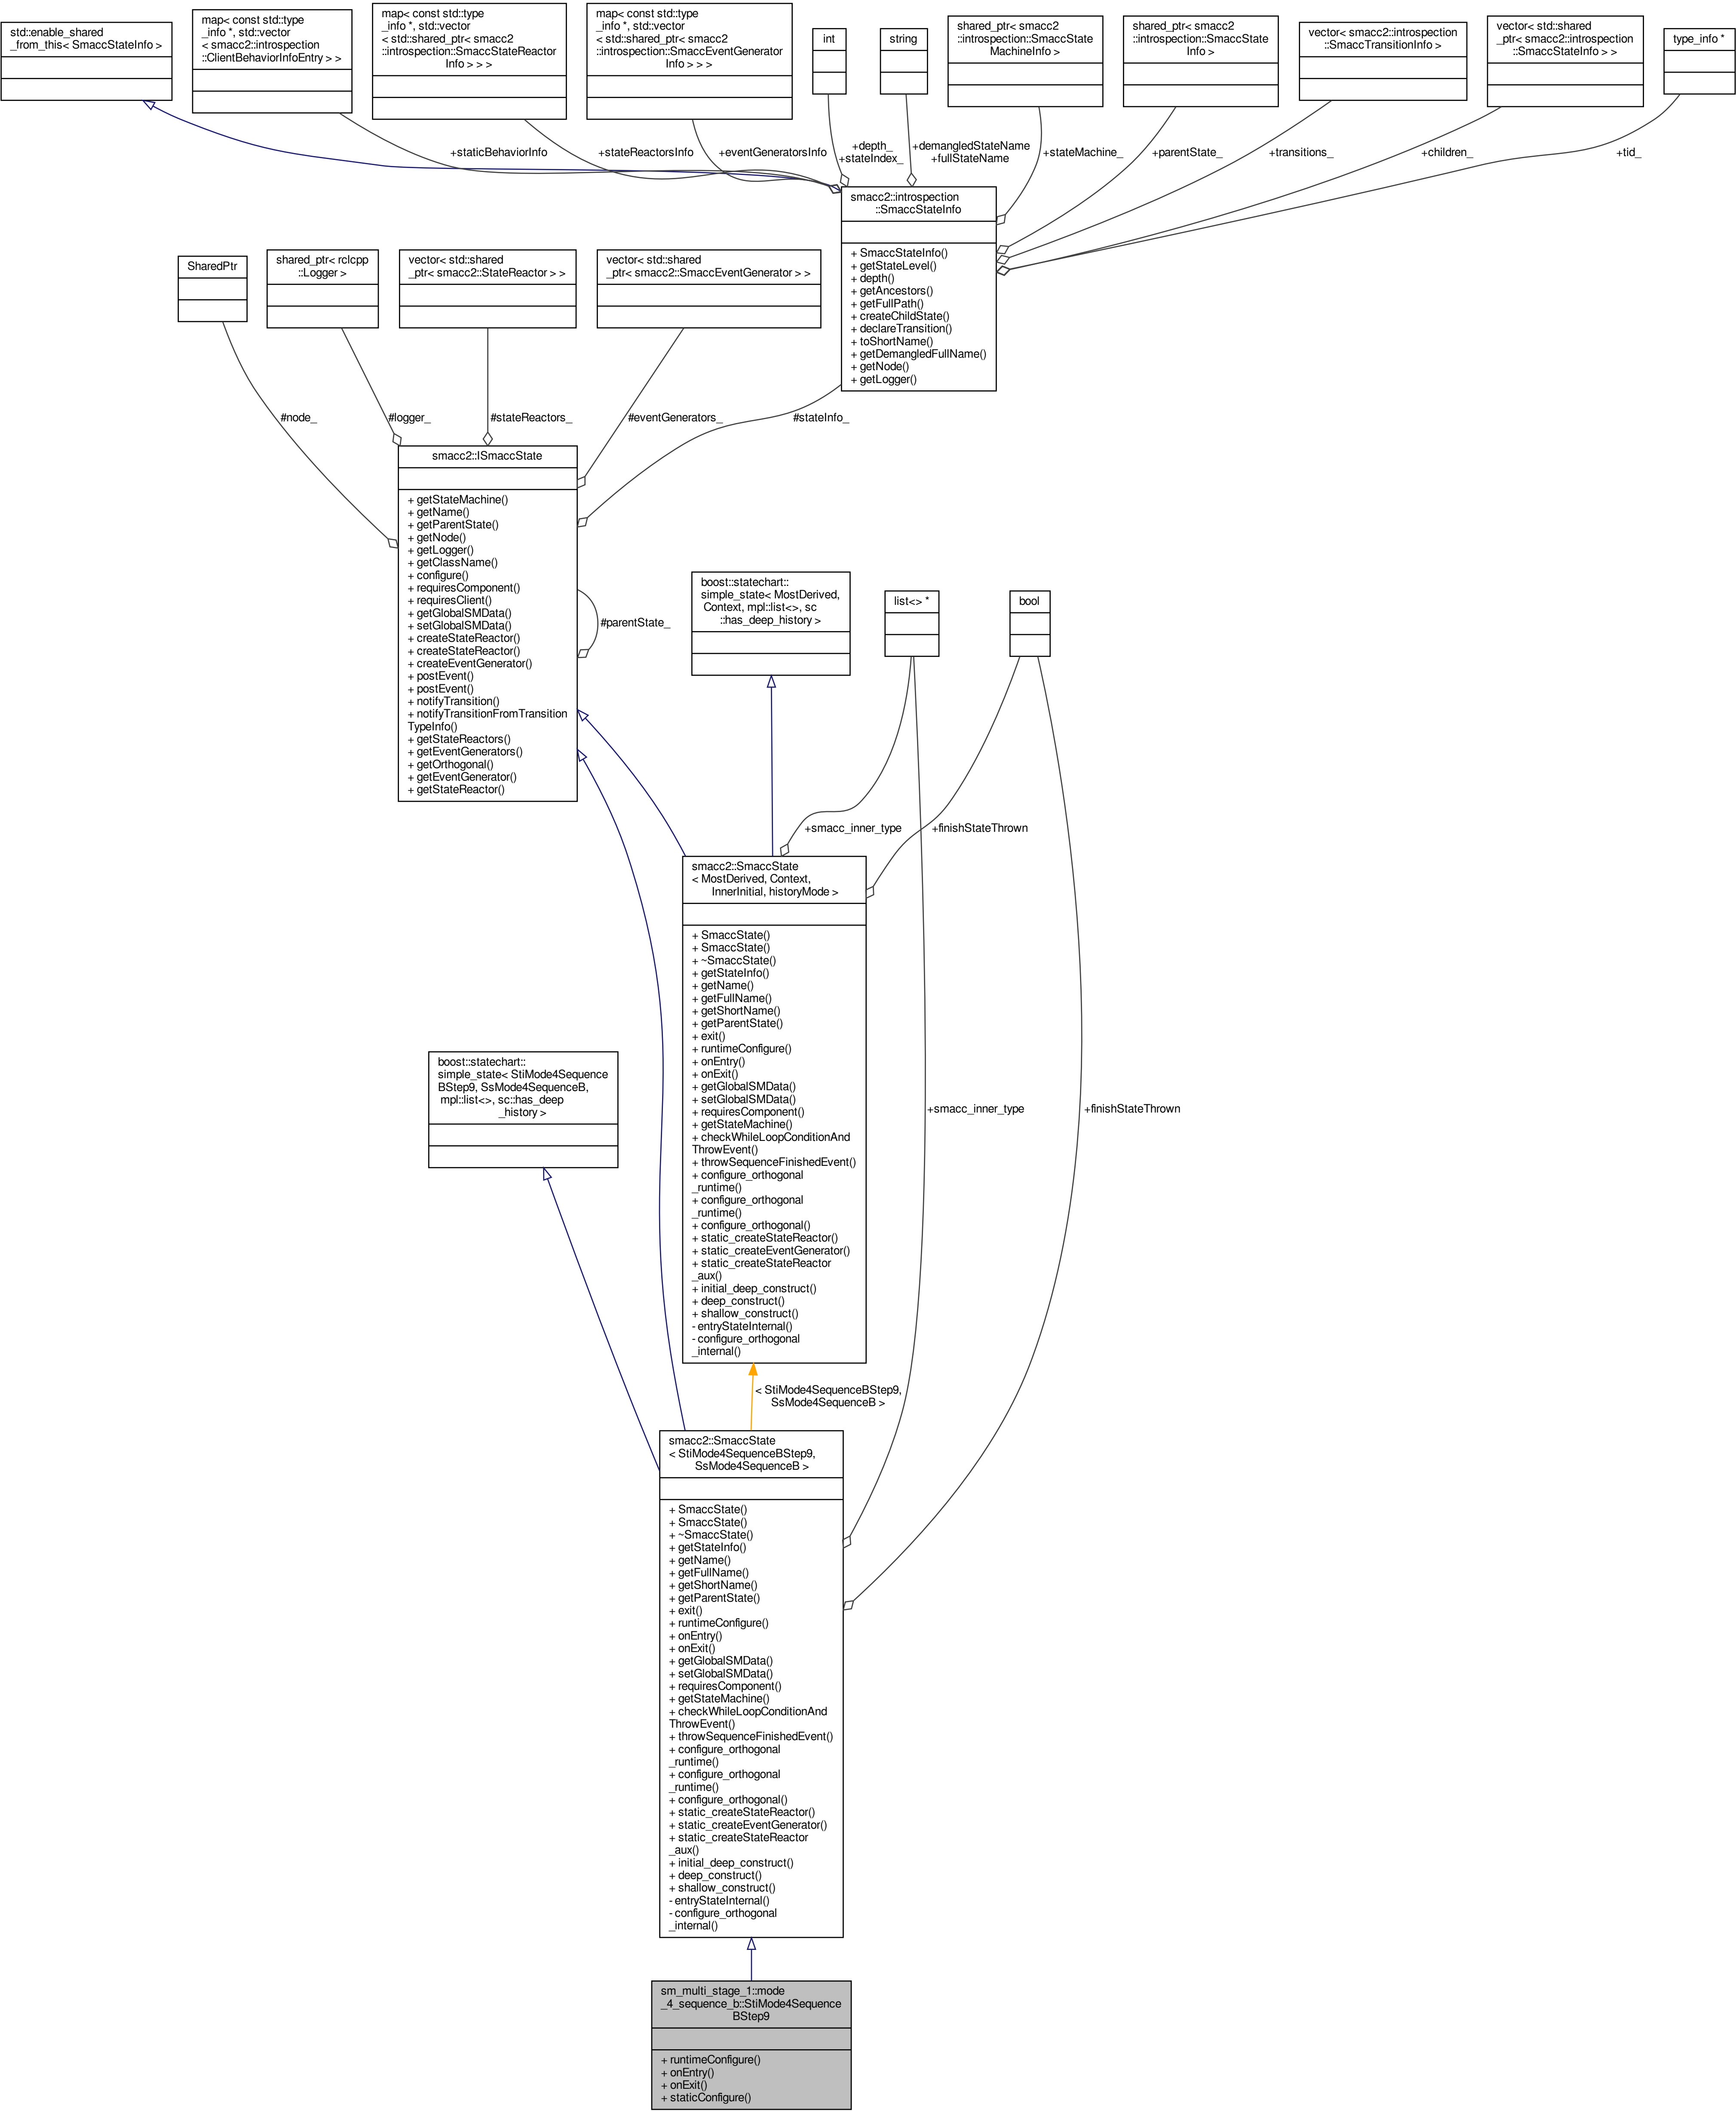 std::enable_shared
_from_this< SmaccStateInfo >
map< const std::type
_info *, std::vector
< smacc2::introspection
::ClientBehaviorInfoEntry > >
map< const std::type
_info *, std::vector
< std::shared_ptr< smacc2
::introspection::SmaccStateReactor
Info > > >
map< const std::type
_info *, std::vector
< std::shared_ptr< smacc2
::introspection::SmaccEventGenerator
Info > > >
int
string
shared_ptr< smacc2
::introspection::SmaccState
MachineInfo >
shared_ptr< smacc2
::introspection::SmaccState
Info >
vector< smacc2::introspection
::SmaccTransitionInfo >
vector< std::shared
_ptr< smacc2::introspection
::SmaccStateInfo > >
type_info *
+staticBehaviorInfo
+stateReactorsInfo
+eventGeneratorsInfo
+depth_
+stateIndex_
+demangledStateName
+fullStateName
+stateMachine_
+parentState_
+transitions_
+children_
+tid_
smacc2::introspection
::SmaccStateInfo
+ SmaccStateInfo()
+ getStateLevel()
+ depth()
+ getAncestors()
+ getFullPath()
+ createChildState()
+ declareTransition()
+ toShortName()
+ getDemangledFullName()
+ getNode()
+ getLogger()
SharedPtr
shared_ptr< rclcpp
::Logger >
vector< std::shared
_ptr< smacc2::StateReactor > >
vector< std::shared
_ptr< smacc2::SmaccEventGenerator > >
#node_
#logger_
#stateReactors_
#eventGenerators_
#stateInfo_
smacc2::ISmaccState
+ getStateMachine()
+ getName()
+ getParentState()
+ getNode()
+ getLogger()
+ getClassName()
+ configure()
+ requiresComponent()
+ requiresClient()
+ getGlobalSMData()
+ setGlobalSMData()
+ createStateReactor()
+ createStateReactor()
+ createEventGenerator()
+ postEvent()
+ postEvent()
+ notifyTransition()
+ notifyTransitionFromTransition
TypeInfo()
+ getStateReactors()
+ getEventGenerators()
+ getOrthogonal()
+ getEventGenerator()
+ getStateReactor()
#parentState_
boost::statechart::
simple_state< MostDerived,
Context, mpl::list<>, sc
::has_deep_history >
list<> *
bool
+smacc_inner_type
+finishStateThrown
smacc2::SmaccState
< MostDerived, Context,
InnerInitial, historyMode >
+ SmaccState()
+ SmaccState()
+ ~SmaccState()
+ getStateInfo()
+ getName()
+ getFullName()
+ getShortName()
+ getParentState()
+ exit()
+ runtimeConfigure()
+ onEntry()
+ onExit()
+ getGlobalSMData()
+ setGlobalSMData()
+ requiresComponent()
+ getStateMachine()
+ checkWhileLoopConditionAnd
ThrowEvent()
+ throwSequenceFinishedEvent()
+ configure_orthogonal
_runtime()
+ configure_orthogonal
_runtime()
+ configure_orthogonal()
+ static_createStateReactor()
+ static_createEventGenerator()
+ static_createStateReactor
_aux()
+ initial_deep_construct()
+ deep_construct()
+ shallow_construct()
- entryStateInternal()
- configure_orthogonal
_internal()
boost::statechart::
simple_state< StiMode4Sequence
BStep9, SsMode4SequenceB,
mpl::list<>, sc::has_deep
_history >
+smacc_inner_type
+finishStateThrown
< StiMode4SequenceBStep9,
SsMode4SequenceB >
smacc2::SmaccState
< StiMode4SequenceBStep9,
SsMode4SequenceB >
+ SmaccState()
+ SmaccState()
+ ~SmaccState()
+ getStateInfo()
+ getName()
+ getFullName()
+ getShortName()
+ getParentState()
+ exit()
+ runtimeConfigure()
+ onEntry()
+ onExit()
+ getGlobalSMData()
+ setGlobalSMData()
+ requiresComponent()
+ getStateMachine()
+ checkWhileLoopConditionAnd
ThrowEvent()
+ throwSequenceFinishedEvent()
+ configure_orthogonal
_runtime()
+ configure_orthogonal
_runtime()
+ configure_orthogonal()
+ static_createStateReactor()
+ static_createEventGenerator()
+ static_createStateReactor
_aux()
+ initial_deep_construct()
+ deep_construct()
+ shallow_construct()
- entryStateInternal()
- configure_orthogonal
_internal()
sm_multi_stage_1::mode
_4_sequence_b::StiMode4Sequence
BStep9
+ runtimeConfigure()
+ onEntry()
+ onExit()
+ staticConfigure()